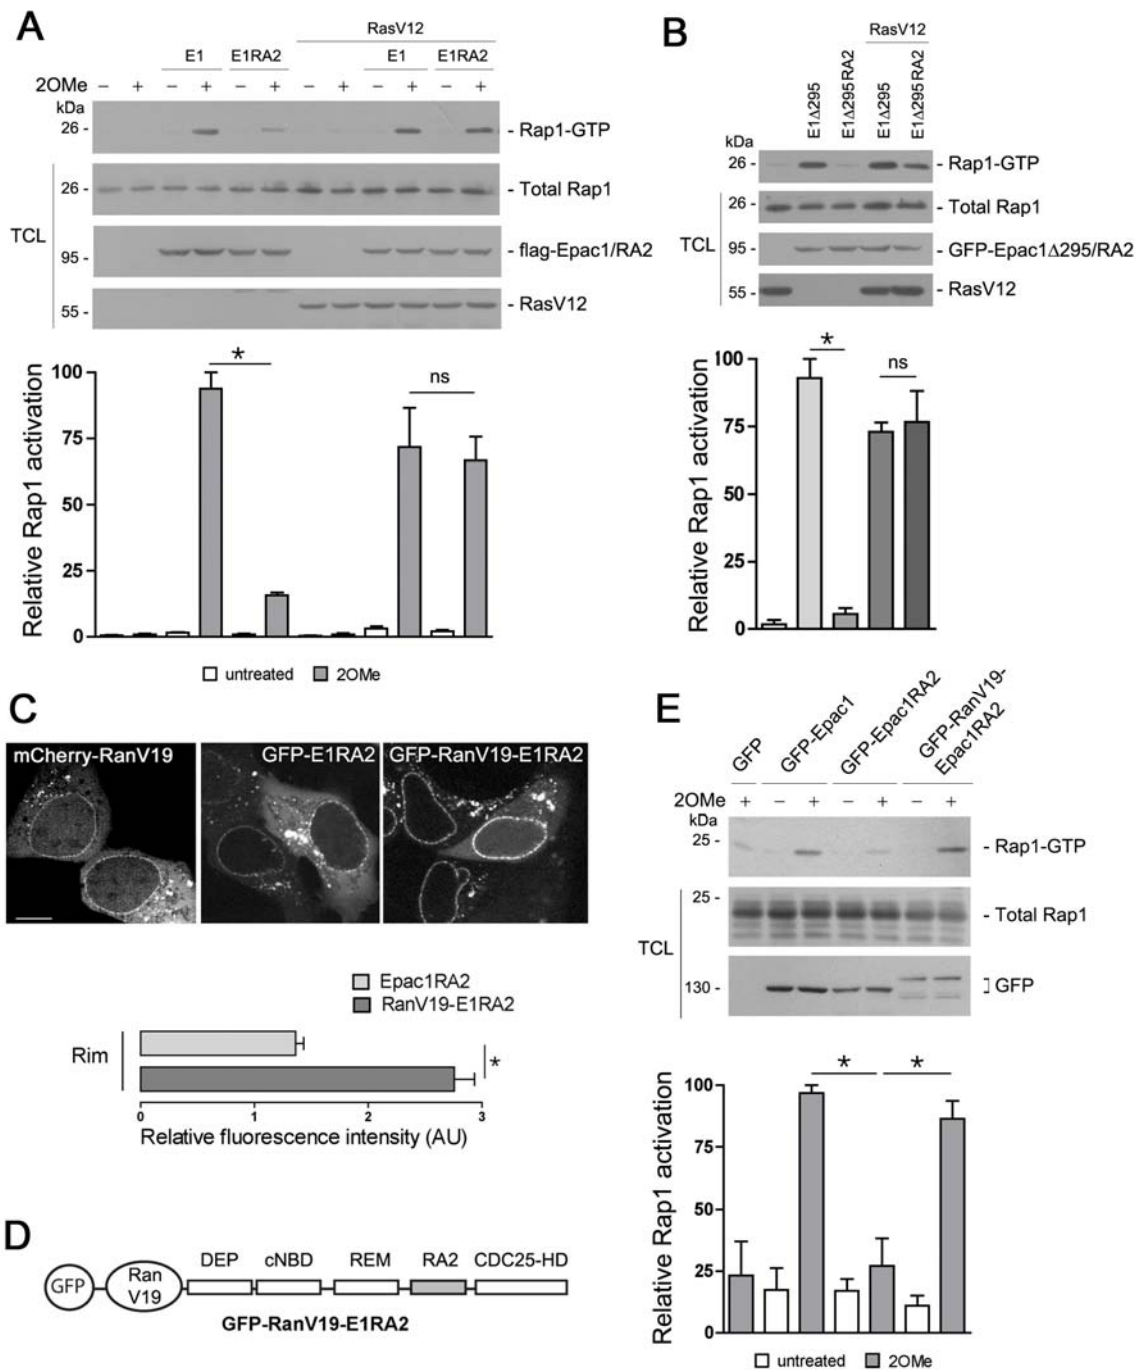 A
RasV12
E1 E1RA2 E1 E1RA2
2OMe – + – + – + – + – + – +
kDa
26 - - Rap1-GTP
26 - - Total Rap1
TCL
95 - - flag-Epac1/RA2
55 - - RasV12
Relative Rap1 activation
100
75
50
25
0
*
ns
untreated 2OMe
B
RasV12
E1Δ295
E1Δ295RA2
E1Δ295
E1Δ295RA2
kDa
26 - - Rap1-GTP
26 - - Total Rap1
TCL
95 - - GFP-Epac1Δ295/RA2
55 - - RasV12
Relative Rap1 activation
100
75
50
25
0
*
ns
C
mCherry-RanV19
GFP-E1RA2
GFP-RanV19-E1RA2
Epac1RA2
RanV19-E1RA2
Rim
*
0 1 2 3
Relative fluorescence intensity (AU)
D
DEP cNBD REM RA2 CDC25-HD
GFP
Ran
V19
GFP-RanV19-E1RA2
E
GFP
GFP-Epac1
GFP-Epac1RA2
GFP-RanV19-
Epac1RA2
2OMe + – + – + – +
kDa
25 - - Rap1-GTP
25 - - Total Rap1
TCL
130 - GFP
Relative Rap1 activation
100
75
50
25
0
* *
untreated 2OMe